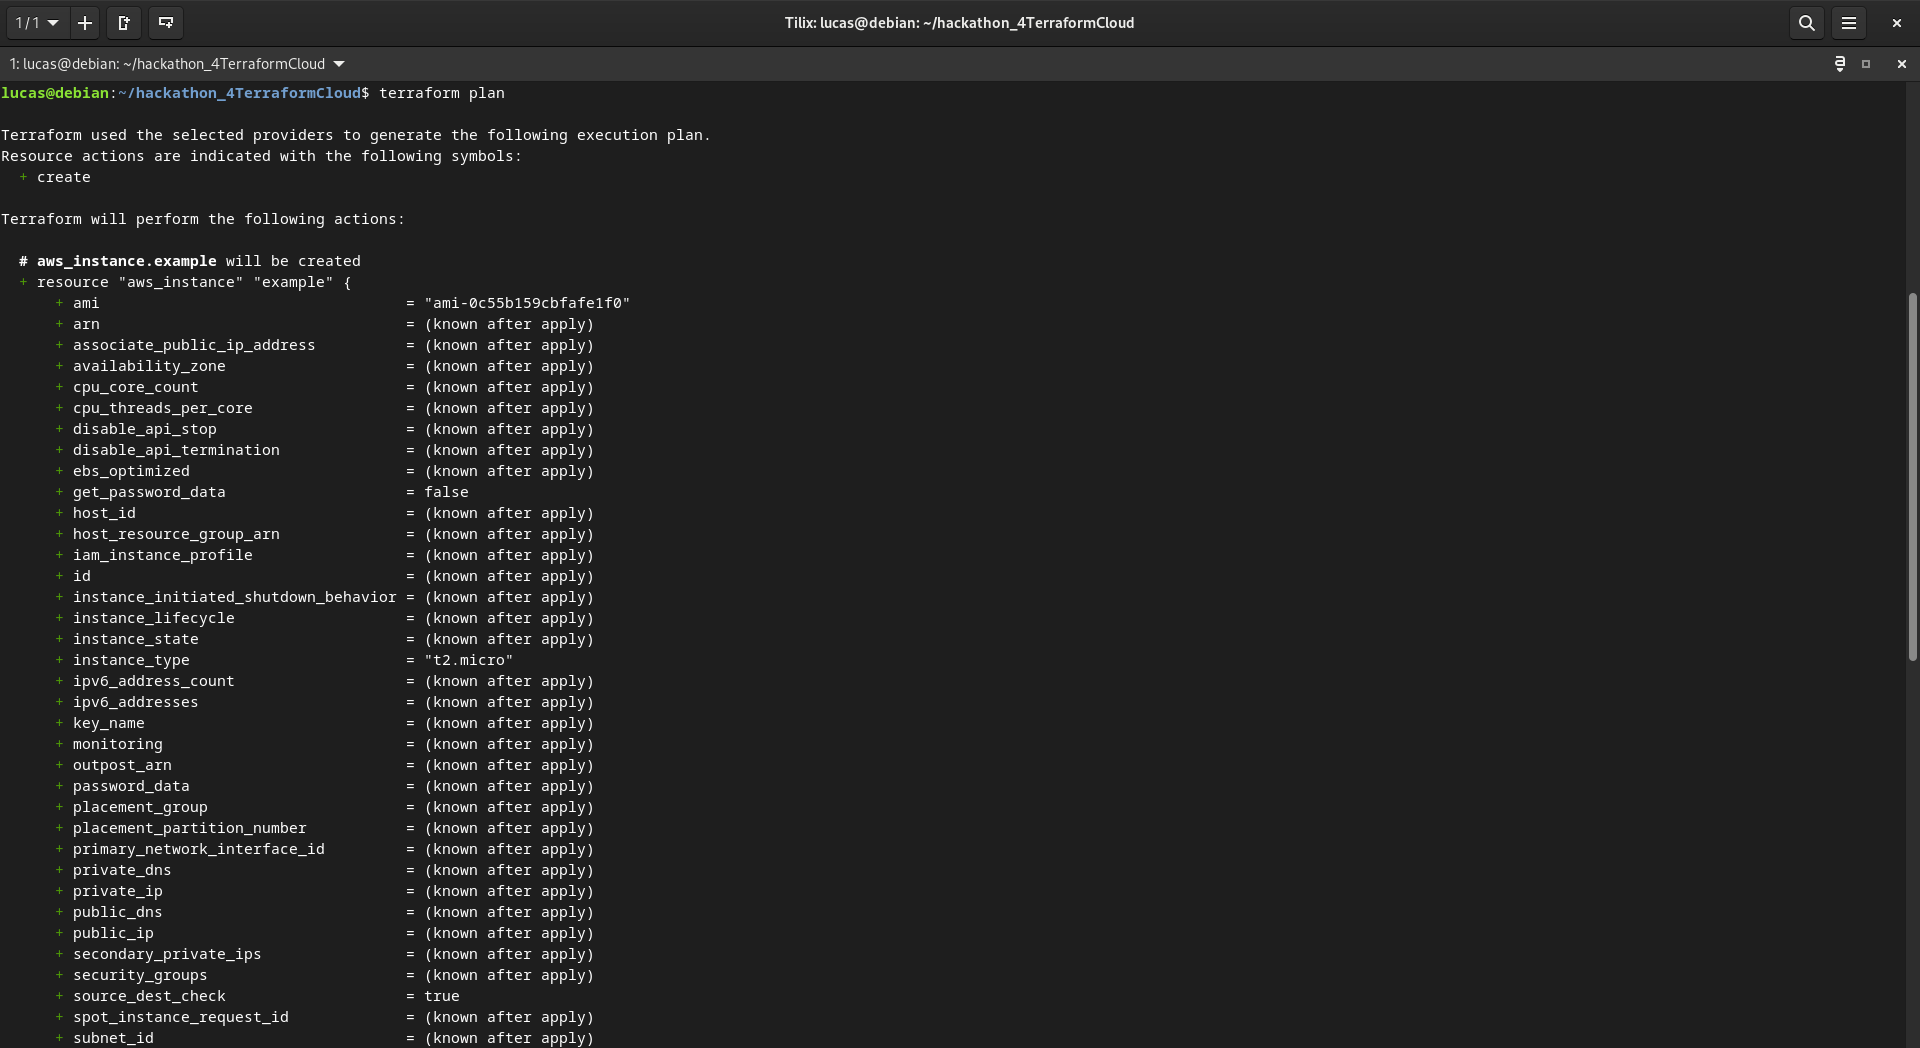 1 / 1
Tilix: lucas@debian: ~/hackathon_4TerraformCloud
1: lucas@debian: ~/hackathon_4TerraformCloud
lucas@debian:~/hackathon_4TerraformCloud$ terraform plan
Terraform used the selected providers to generate the following execution plan.
Resource actions are indicated with the following symbols:
  + create
Terraform will perform the following actions:
  # aws_instance.example will be created
  + resource "aws_instance" "example" {
      + ami                                  = "ami-0c55b159cbfafe1f0"
      + arn                                  = (known after apply)
      + associate_public_ip_address          = (known after apply)
      + availability_zone                    = (known after apply)
      + cpu_core_count                       = (known after apply)
      + cpu_threads_per_core                 = (known after apply)
      + disable_api_stop                     = (known after apply)
      + disable_api_termination              = (known after apply)
      + ebs_optimized                        = (known after apply)
      + get_password_data                    = false
      + host_id                              = (known after apply)
      + host_resource_group_arn              = (known after apply)
      + iam_instance_profile                 = (known after apply)
      + id                                   = (known after apply)
      + instance_initiated_shutdown_behavior = (known after apply)
      + instance_lifecycle                   = (known after apply)
      + instance_state                       = (known after apply)
      + instance_type                        = "t2.micro"
      + ipv6_address_count                   = (known after apply)
      + ipv6_addresses                       = (known after apply)
      + key_name                             = (known after apply)
      + monitoring                           = (known after apply)
      + outpost_arn                          = (known after apply)
      + password_data                        = (known after apply)
      + placement_group                      = (known after apply)
      + placement_partition_number           = (known after apply)
      + primary_network_interface_id         = (known after apply)
      + private_dns                          = (known after apply)
      + private_ip                           = (known after apply)
      + public_dns                           = (known after apply)
      + public_ip                            = (known after apply)
      + secondary_private_ips                = (known after apply)
      + security_groups                      = (known after apply)
      + source_dest_check                    = true
      + spot_instance_request_id             = (known after apply)
      + subnet_id                            = (known after apply)